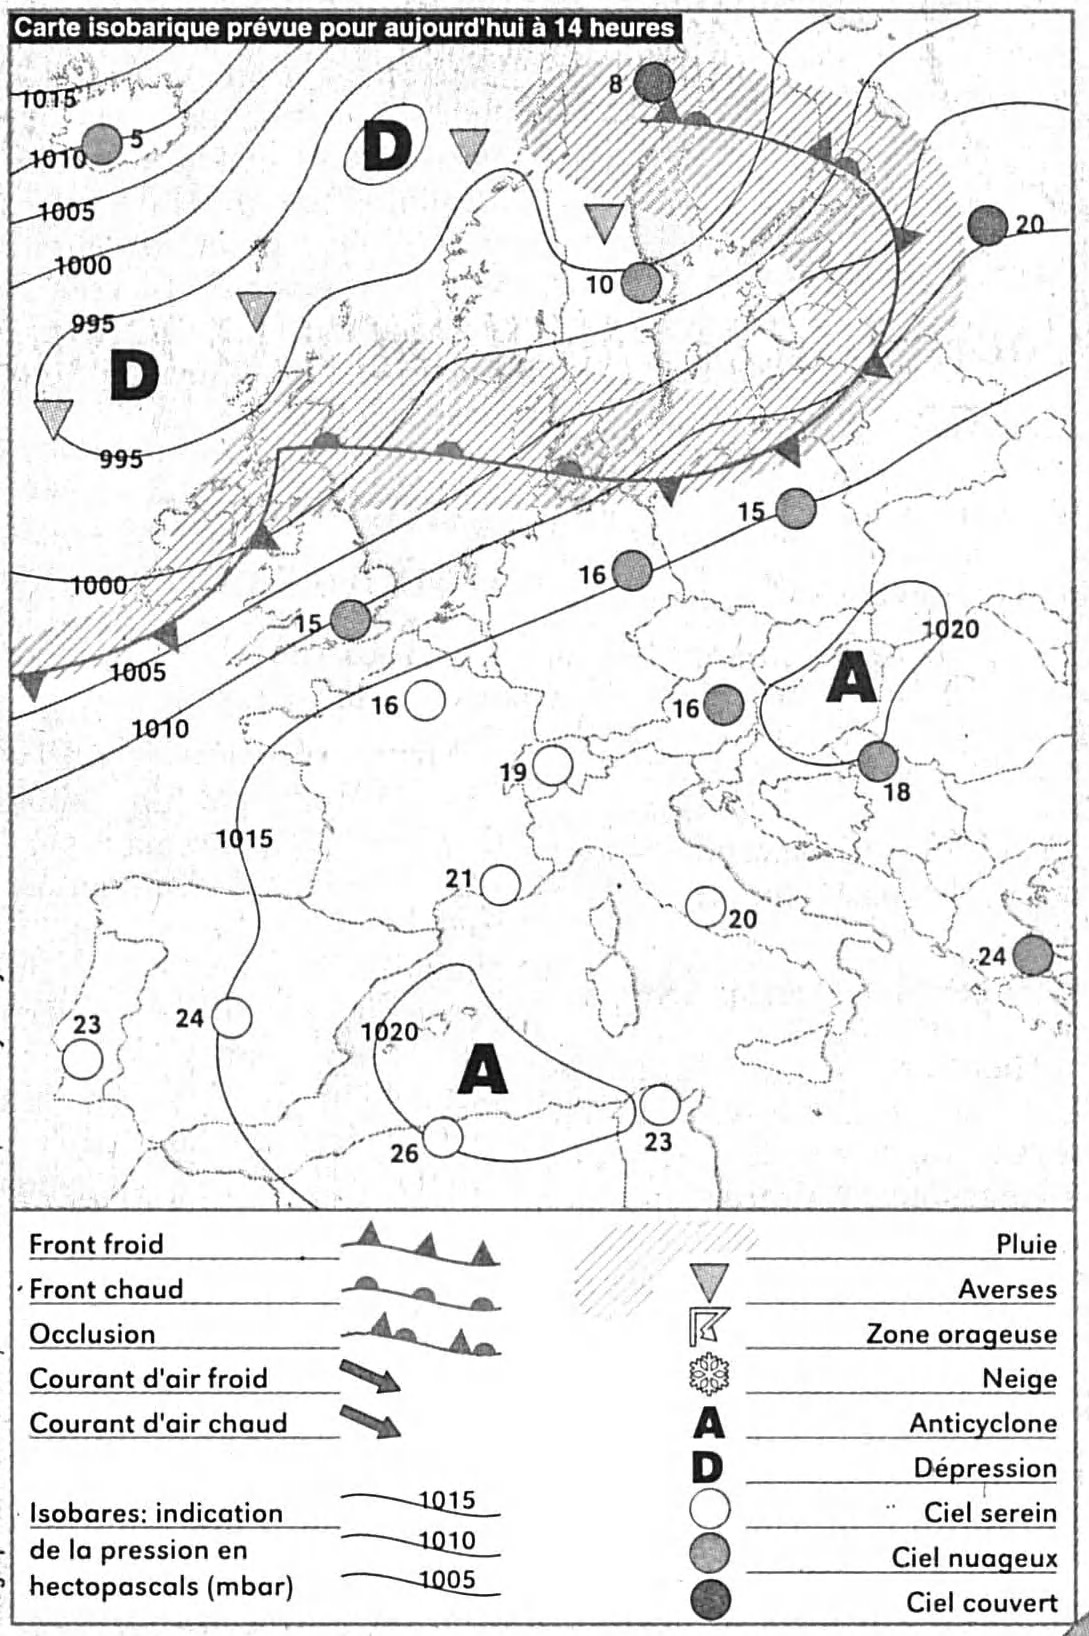 Carte isobarique prévue pour aujourd'hui à 14 heures
1015
5
1010
1005
1000
995
D
8
D
995
10
20
1000
1005
1010
15
16
15
1020
A
16
16
19
18
1015
21
20
24
23
24
1020
A
26
23
Front froid
Front chaud
Occlusion
Courant d'air froid
Courant d'air chaud
Isobares: indication
de la pression en
hectopascals (mbar)
1015
1010
1005
Pluie
Averses
Zone orageuse
Neige
A Anticyclone
D Dépression
Ciel serein
Ciel nuageux
Ciel couvert